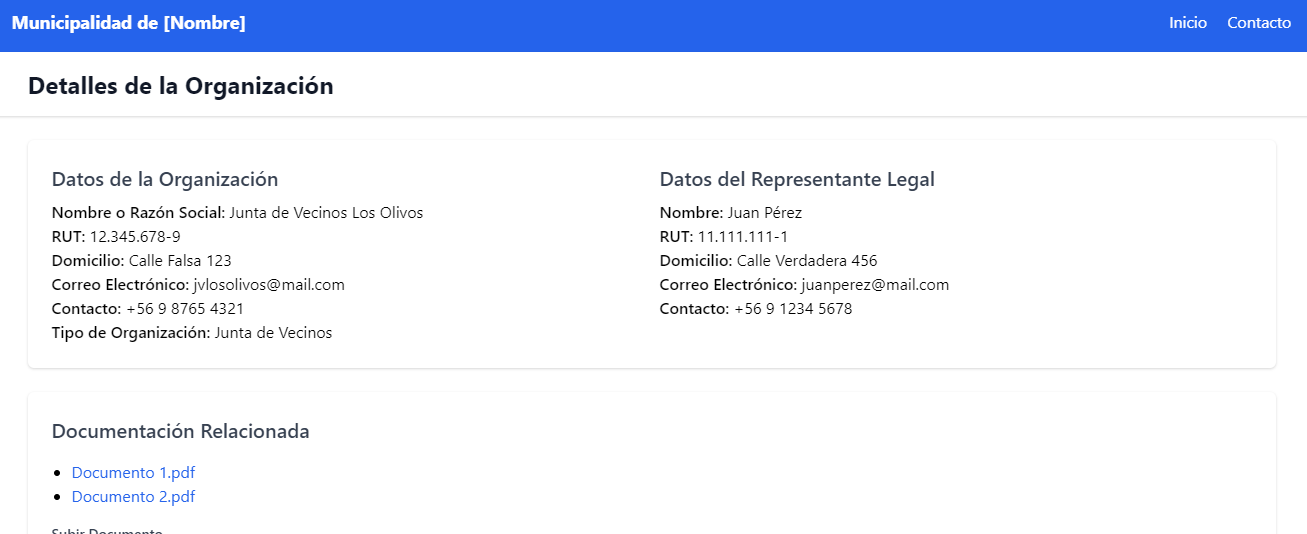 Municipalidad de [Nombre]
Inicio
Contacto
Detalles de la Organización
Datos de la Organización
Nombre o Razón Social: Junta de Vecinos Los Olivos
RUT: 12.345.678-9
Domicilio: Calle Falsa 123
Correo Electrónico: jvlosolivos@mail.com
Contacto: +56 9 8765 4321
Tipo de Organización: Junta de Vecinos
Datos del Representante Legal
Nombre: Juan Pérez
RUT: 11.111.111-1
Domicilio: Calle Verdadera 456
Correo Electrónico: juanperez@mail.com
Contacto: +56 9 1234 5678
Documentación Relacionada
Documento 1.pdf
Documento 2.pdf
Subir Documento